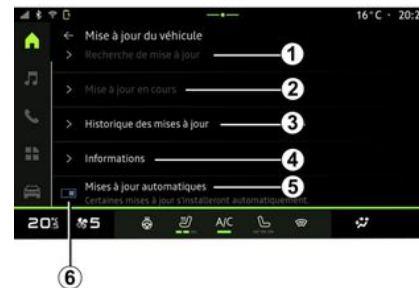 16°C · 20:2
Mise à jour du véhicule
Recherche de mise à jour
1
Mise à jour en cours
2
Historique des mises à jour
3
Informations
4
Mises à jour automatiques
5
Certaines mises à jour s'installeront automatiquement.
20 5 A/C
6